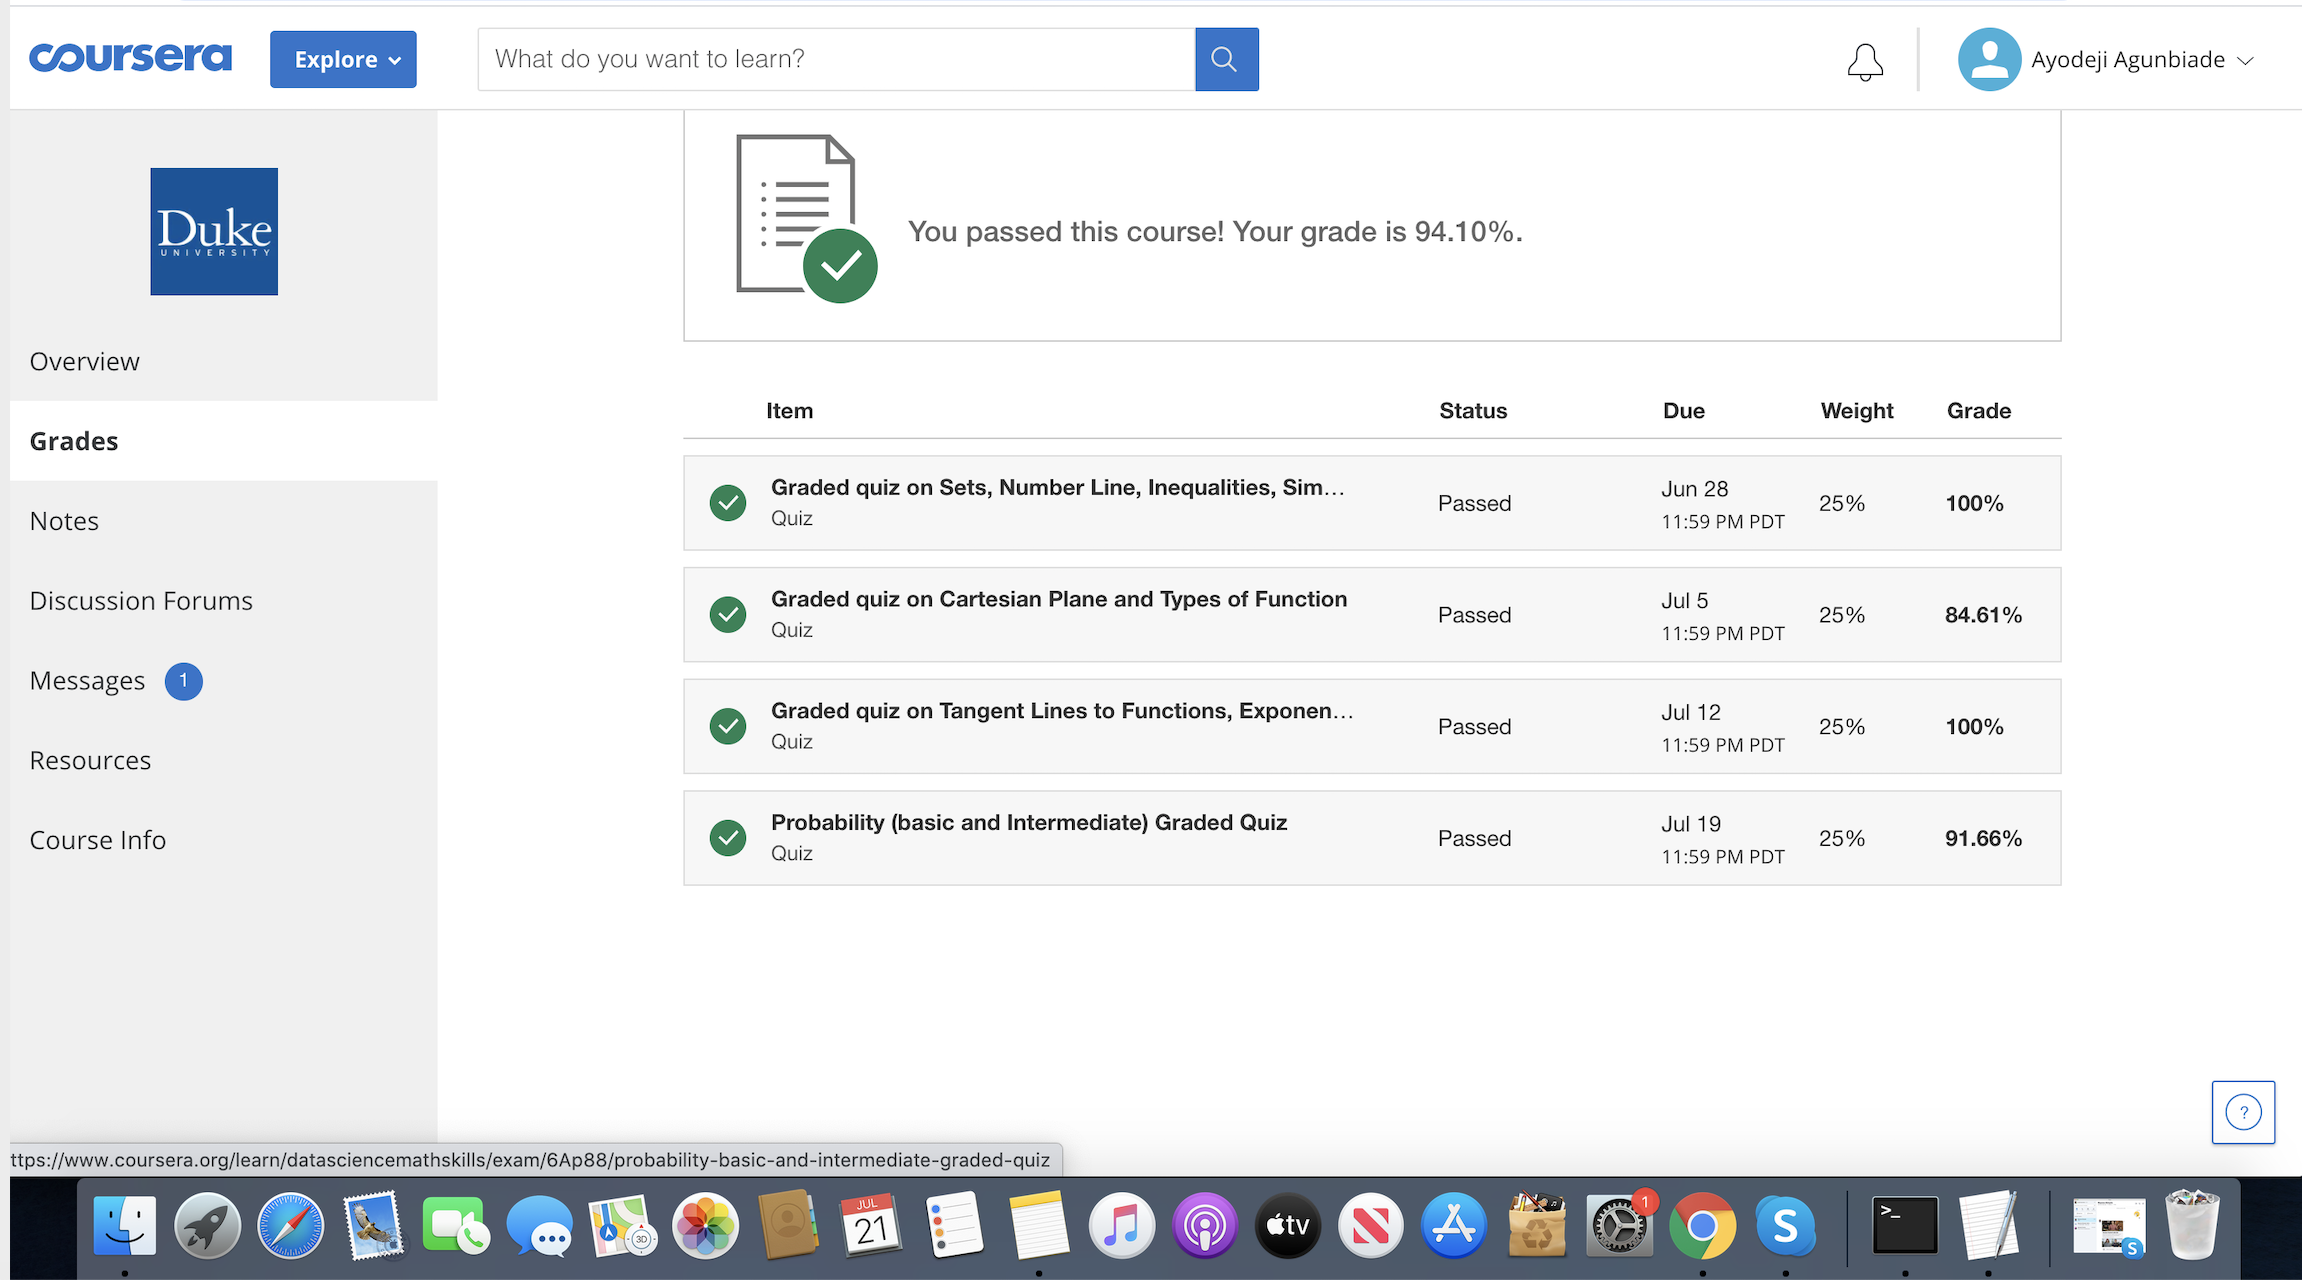 coursera
Explore
What do you want to learn?
Ayodeji Agunbiade
Duke
UNIVERSITY
You passed this course! Your grade is 94.10%.
Overview
Grades
Notes
Discussion Forums
Messages 1
Resources
Course Info
Item Status Due Weight Grade
Graded quiz on Sets, Number Line, Inequalities, Sim...
Quiz
Passed
Jun 28
11:59 PM PDT
25%
100%
Graded quiz on Cartesian Plane and Types of Function
Quiz
Passed
Jul 5
11:59 PM PDT
25%
84.61%
Graded quiz on Tangent Lines to Functions, Exponen...
Quiz
Passed
Jul 12
11:59 PM PDT
25%
100%
Probability (basic and Intermediate) Graded Quiz
Quiz
Passed
Jul 19
11:59 PM PDT
25%
91.66%
?
ttps://www.coursera.org/learn/datasciencemathskills/exam/6Ap88/probability-basic-and-intermediate-graded-quiz
3D
JUL
21
tv
1
S
>_
S